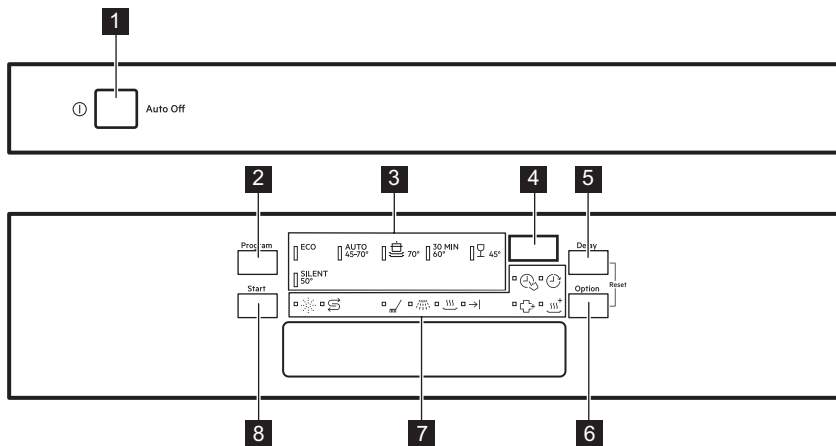 1
Auto Off
2
3
4
5
Program
ECO
AUTO
45-70°
70°
30 MIN
60°
45°
Delay
SILENT
50°
Start
Option
Reset
8
7
6